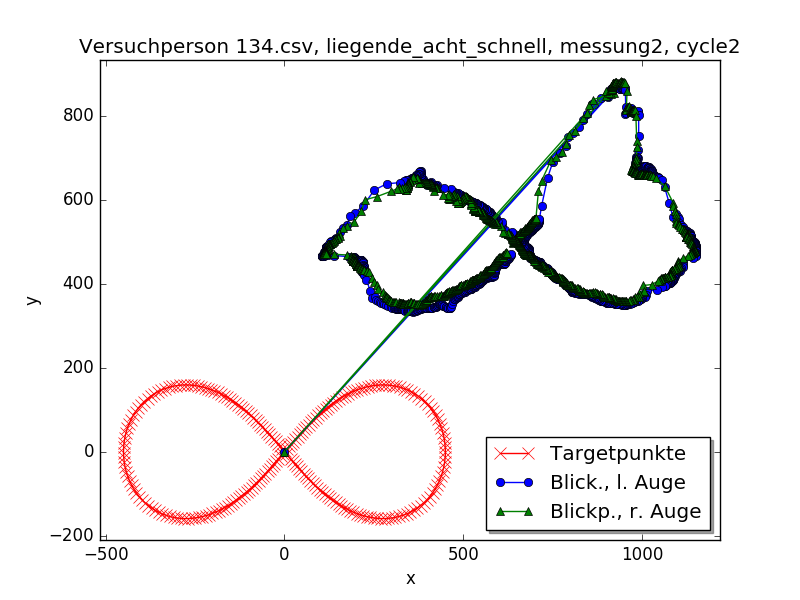 Versuchperson 134.csv, liegende_acht_schnell, messung2, cycle2
800
600
400
200
0
−200
y
−500
0
500
1000
x
Targetpunkte
Blick., l. Auge
Blickp., r. Auge